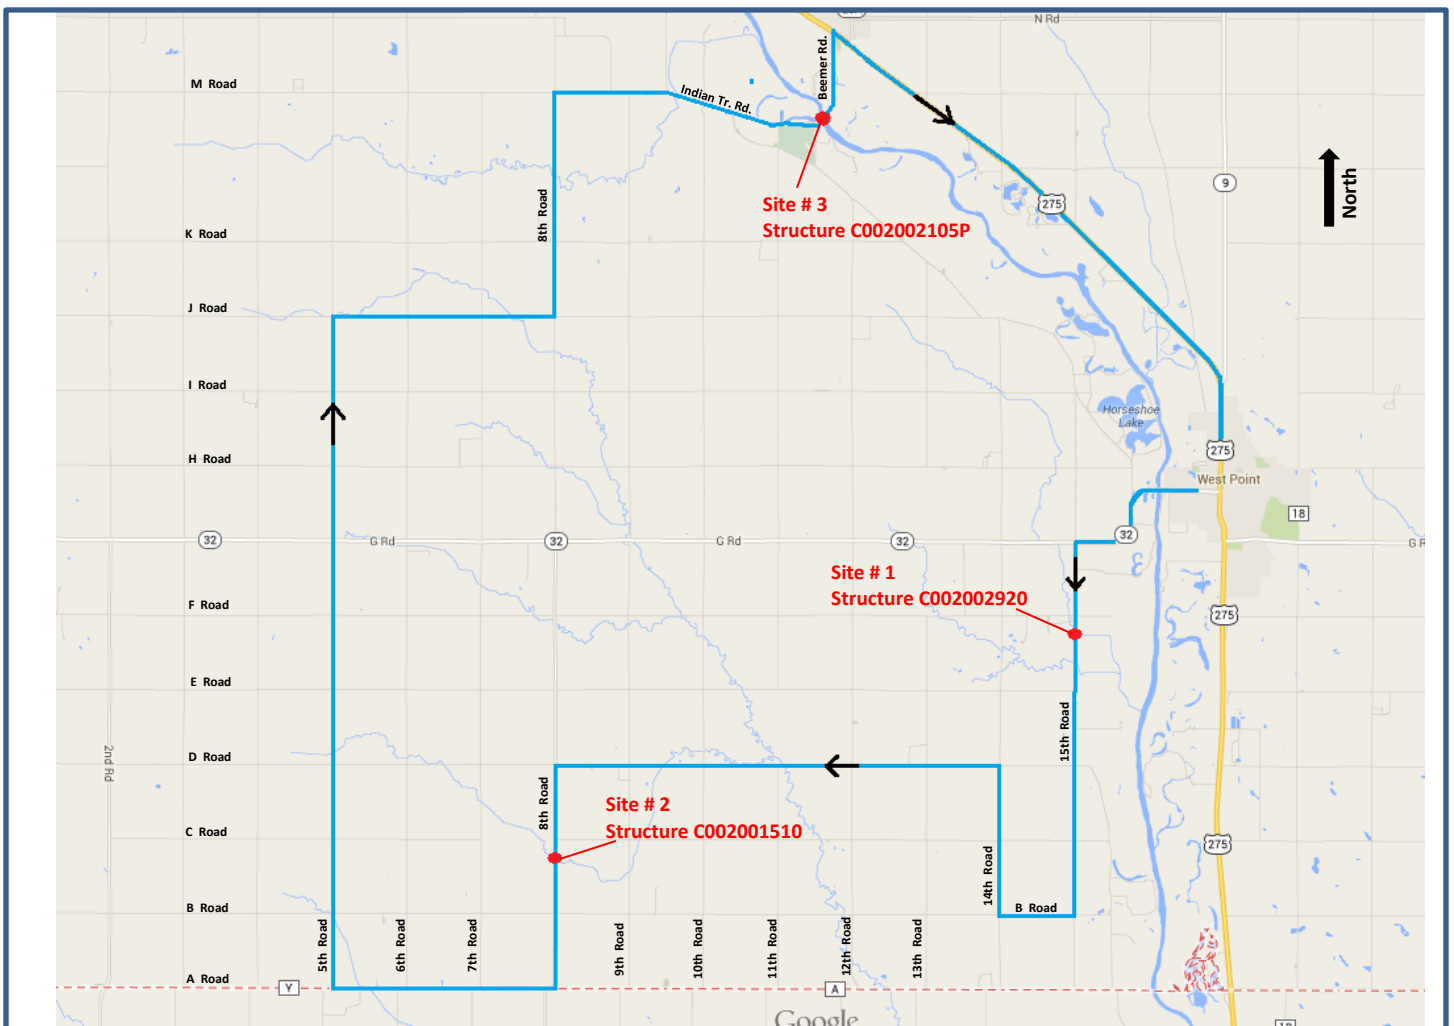 N Rd
M Road
Indian Tr. Rd.
Beemer Rd.
9
North
275
Site # 3
Structure C002002105P
8th Road
K Road
J Road
I Road
Horseshoe
Lake
H Road
275
West Point
18
32
G Rd
32
G Rd
32
32
G R
Site # 1
Structure C002002920
F Road
275
E Road
15th Road
2nd Rd
D Road
8th Road
Site # 2
Structure C002001510
C Road
275
14th Road
B Road
B Road
5th Road
6th Road
7th Road
9th Road
10th Road
11th Road
12th Road
13th Road
A Road
Y
A
Google